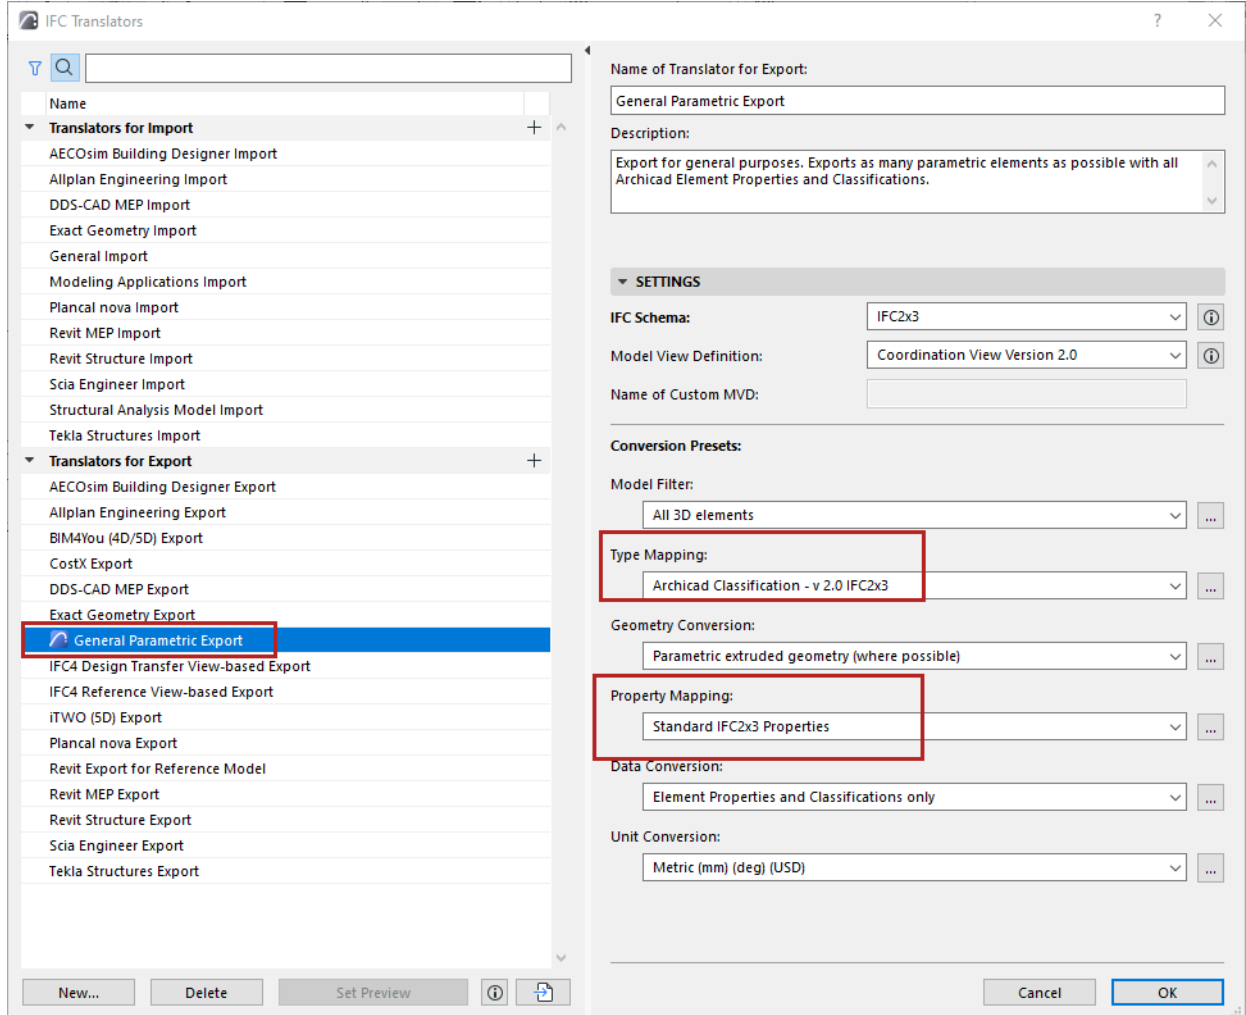 IFC Translators
?
Name
Translators for Import
AECOsim Building Designer Import
Allplan Engineering Import
DDS-CAD MEP Import
Exact Geometry Import
General Import
Modeling Applications Import
Plancal nova Import
Revit MEP Import
Revit Structure Import
Scia Engineer Import
Structural Analysis Model Import
Tekla Structures Import
Translators for Export
AECOsim Building Designer Export
Allplan Engineering Export
BIM4You (4D/5D) Export
CostX Export
DDS-CAD MEP Export
Exact Geometry Export
General Parametric Export
IFC4 Design Transfer View-based Export
IFC4 Reference View-based Export
iTWO (5D) Export
Plancal nova Export
Revit Export for Reference Model
Revit MEP Export
Revit Structure Export
Scia Engineer Export
Tekla Structures Export
New... Delete Set Preview
Name of Translator for Export:
General Parametric Export
Description:
Export for general purposes. Exports as many parametric elements as possible with all
Archicad Element Properties and Classifications.
SETTINGS
IFC Schema: IFC2x3
Model View Definition: Coordination View Version 2.0
Name of Custom MVD:
Conversion Presets:
Model Filter:
All 3D elements ...
Type Mapping:
Archicad Classification - v 2.0 IFC2x3 ...
Geometry Conversion:
Parametric extruded geometry (where possible) ...
Property Mapping:
Standard IFC2x3 Properties ...
Data Conversion:
Element Properties and Classifications only ...
Unit Conversion:
Metric (mm) (deg) (USD) ...
Cancel OK